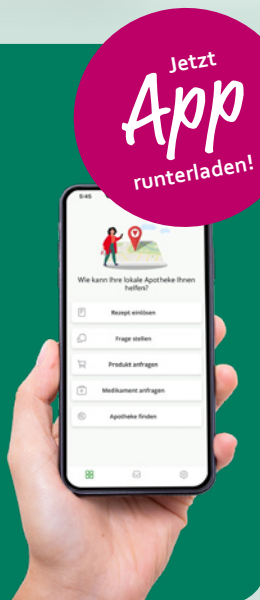 Jetzt
App
runterladen!
5:45
Wie kann Ihre lokale Apotheke Ihnen
helfen?
Rezept einlösen
Frage stellen
Produkt anfragen
Medikament anfragen
Apotheke finden